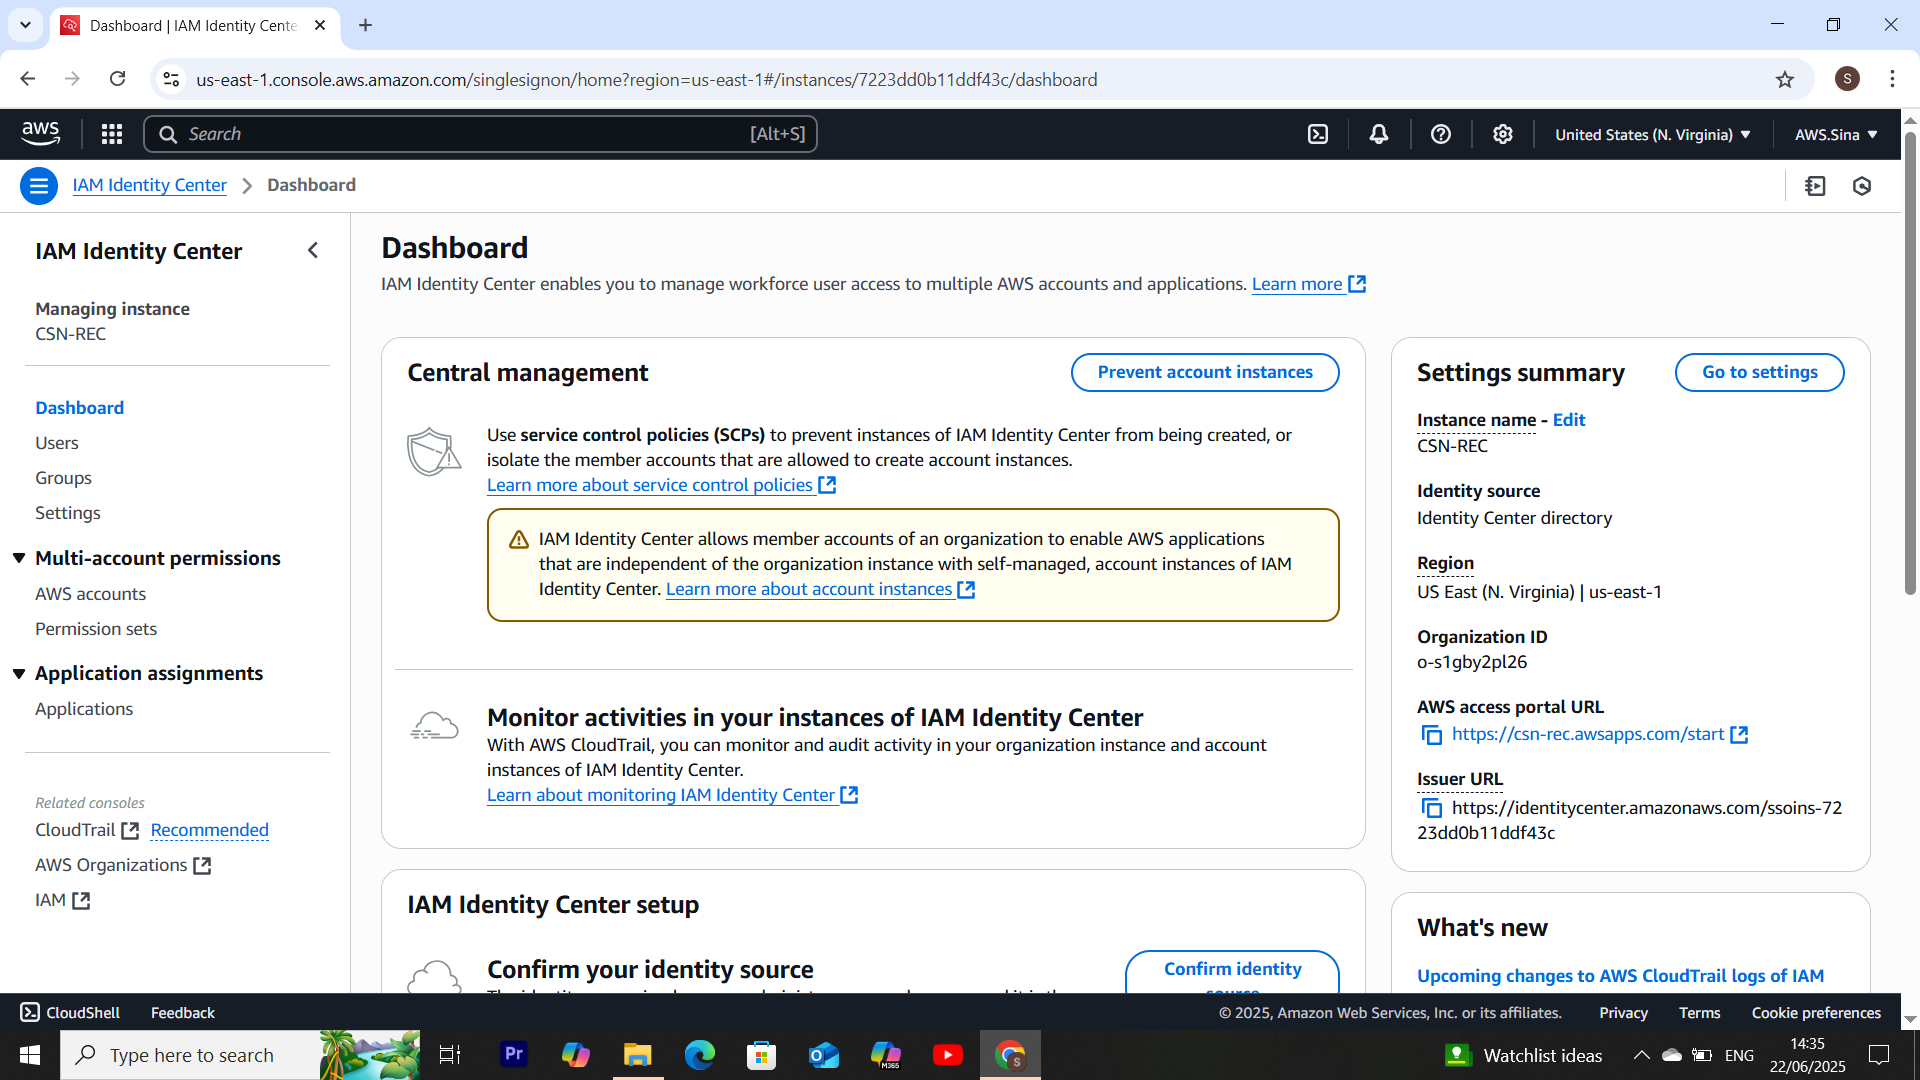 Dashboard | IAM Identity Cente
us-east-1.console.aws.amazon.com/singlesignon/home?region=us-east-1#/instances/7223dd0b11ddf43c/dashboard
S
aws
Search
[Alt+S]
United States (N. Virginia)
AWS.Sina
IAM Identity Center
Dashboard
IAM Identity Center
Managing instance
CSN-REC
Dashboard
Users
Groups
Settings
Multi-account permissions
AWS accounts
Permission sets
Application assignments
Applications
Related consoles
CloudTrail Recommended
AWS Organizations
IAM
Dashboard
IAM Identity Center enables you to manage workforce user access to multiple AWS accounts and applications. Learn more
Central management
Prevent account instances
Use service control policies (SCPs) to prevent instances of IAM Identity Center from being created, or
isolate the member accounts that are allowed to create account instances.
Learn more about service control policies
IAM Identity Center allows member accounts of an organization to enable AWS applications
that are independent of the organization instance with self-managed, account instances of IAM
Identity Center. Learn more about account instances
Monitor activities in your instances of IAM Identity Center
With AWS CloudTrail, you can monitor and audit activity in your organization instance and account
instances of IAM Identity Center.
Learn about monitoring IAM Identity Center
IAM Identity Center setup
Confirm your identity source
Confirm identity
Settings summary
Go to settings
Instance name - Edit
CSN-REC
Identity source
Identity Center directory
Region
US East (N. Virginia) | us-east-1
Organization ID
o-s1gby2pl26
AWS access portal URL
https://csn-rec.awsapps.com/start
Issuer URL
https://identitycenter.amazonaws.com/ssoins-72
23dd0b11ddf43c
What's new
Upcoming changes to AWS CloudTrail logs of IAM
CloudShell
Feedback
© 2025, Amazon Web Services, Inc. or its affiliates.
Privacy
Terms
Cookie preferences
Type here to search
Pr
M365
S
Watchlist ideas
ENG
14:35
22/06/2025